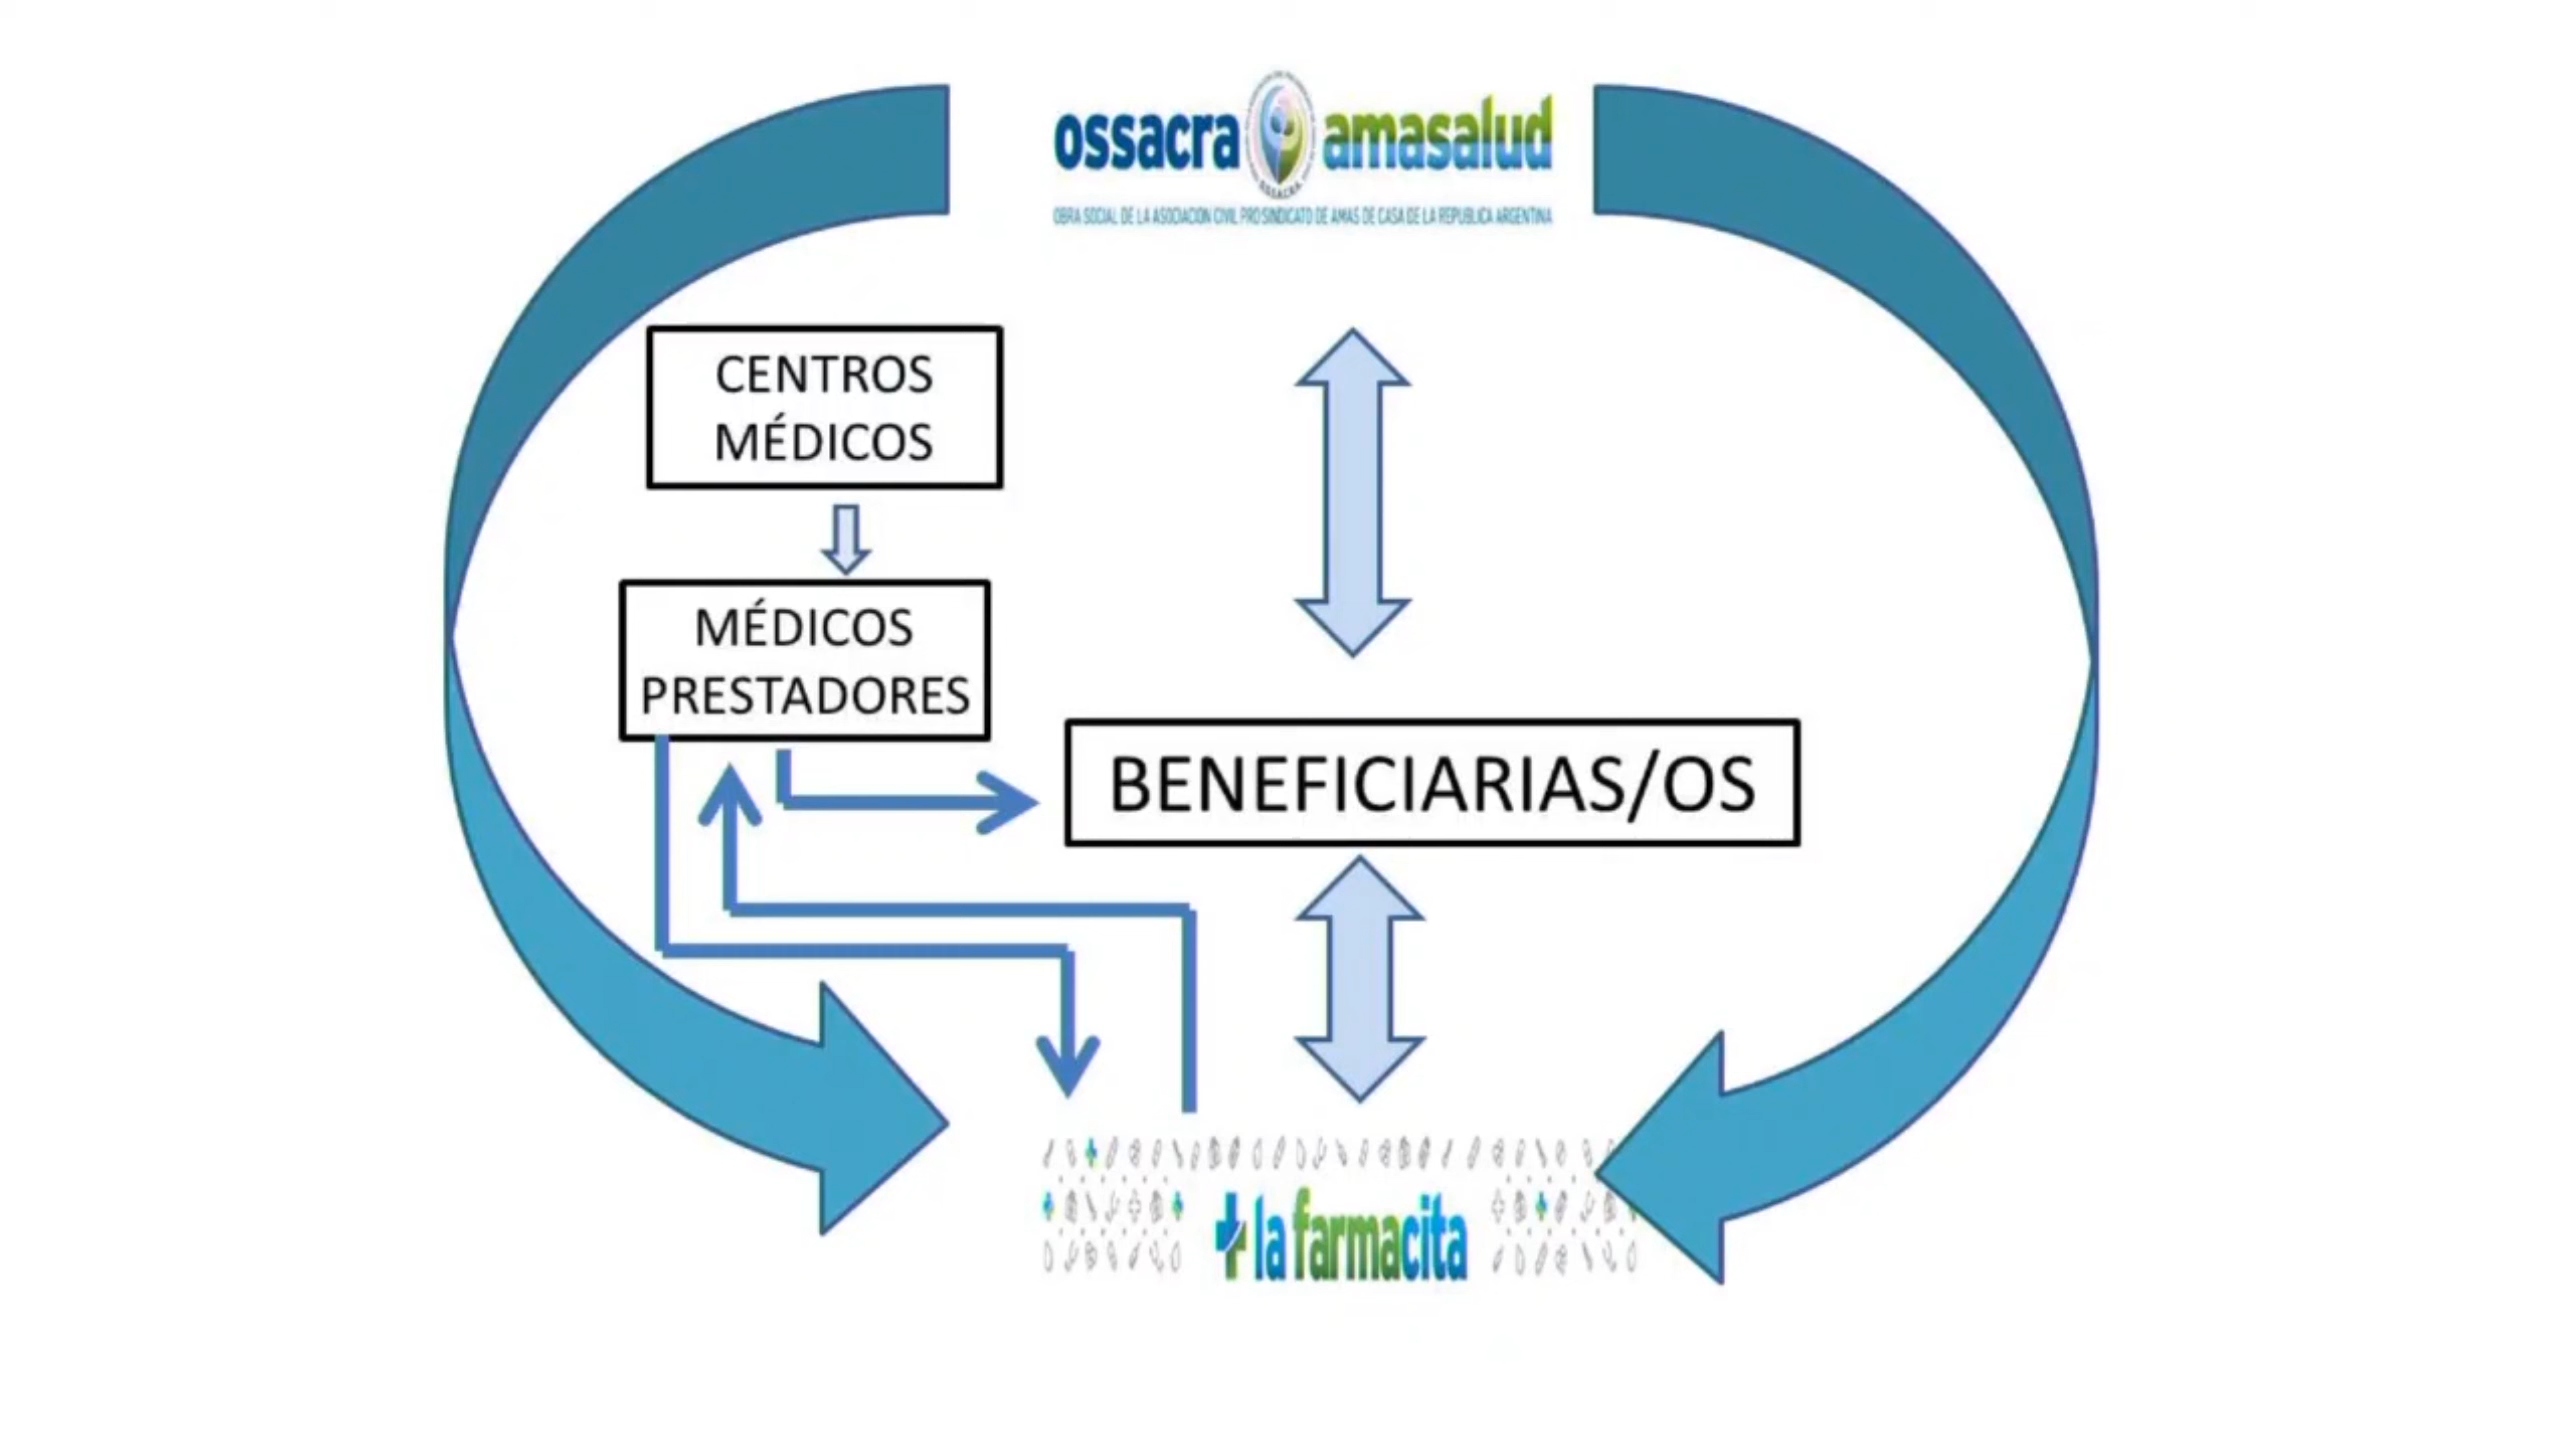 ossacra amasalud
OBRA SOCIAL DE LA ASOCIACION CIVIL PRO SINDICATO DE AMAS DE CASA DE LA REPUBLICA ARGENTINA
CENTROS
MÉDICOS
MÉDICOS
PRESTADORES
BENEFICIARIAS/OS
la farmacita